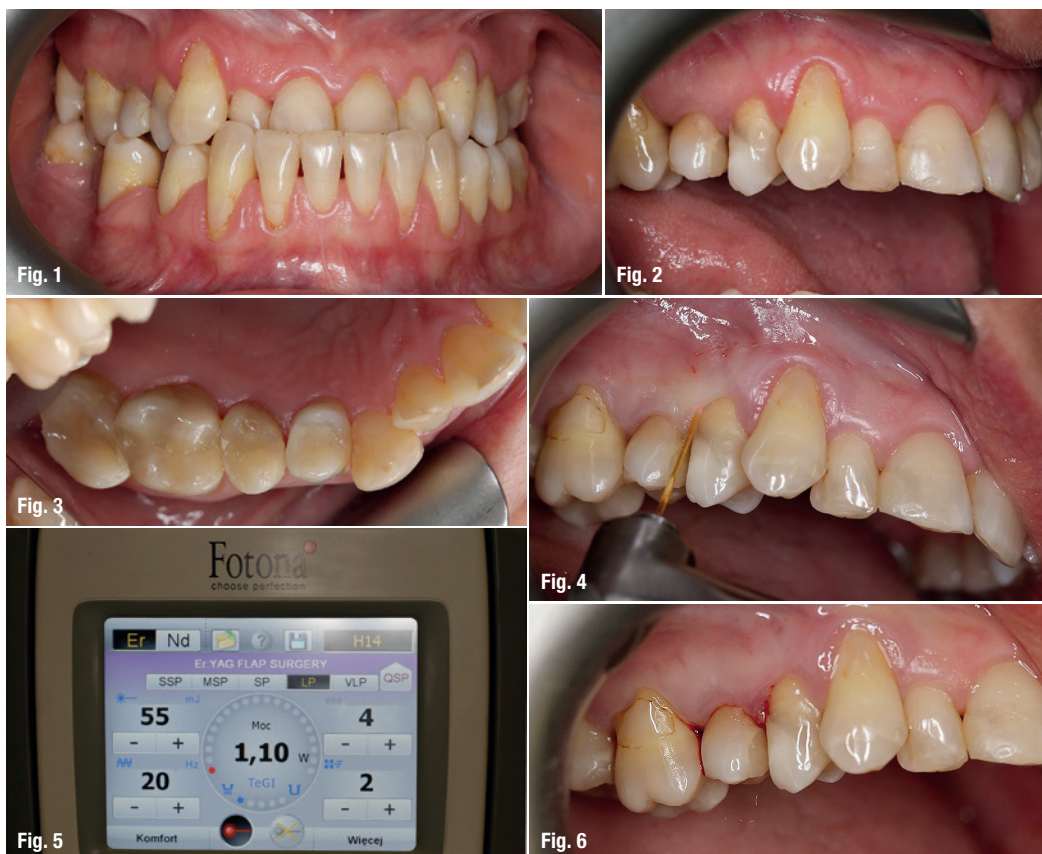 Fig. 1
Fig. 2
Fig. 3
Fig. 4
Fotona
choose perfection
Er Nd ? H14
Er:YAG FLAP SURGERY
SSP MSP SP LP VLP QSP
mJ
55 Moc 4
- + 1,10 W - +
Hz
20 TeGI 2
- + - +
Komfort Więcej
Fig. 5
Fig. 6